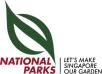 NATIONAL
PARKS
LET'S MAKE
SINGAPORE
OUR GARDEN